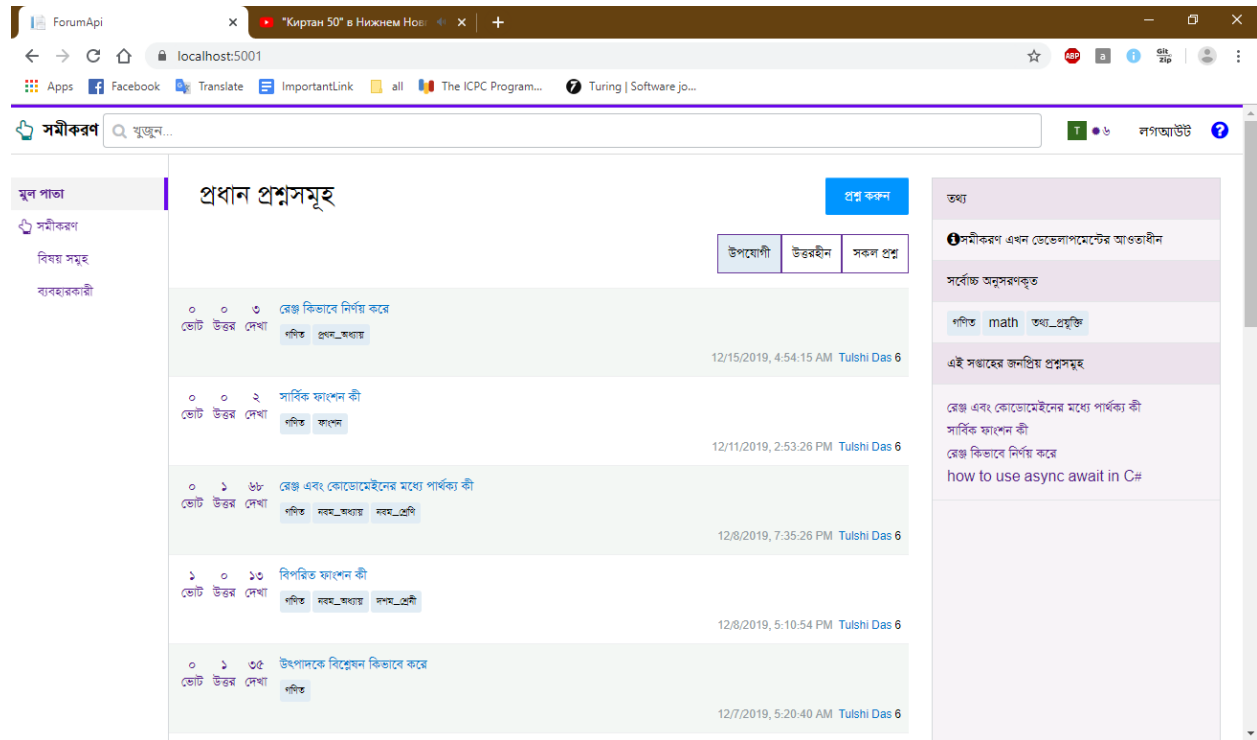 ForumApi
"Киртан 50" в Нижнем Новг
localhost:5001
ABP
a
Git
zip
Apps Facebook Translate ImportantLink all The ICPC Program... Turing | Software jo...
সমীকরণ
খুজুন...
T ৬ লগআউট
মুল পাতা
সমীকরণ
বিষয় সমুহ
ব্যবহারকারী
প্রধান প্রশ্নসমূহ
প্রশ্ন করুন
উপযোগী উত্তরহীন সকল প্রশ্ন
০ ০ ৩ রেঞ্জ কিভাবে নির্ণয় করে
ভোট উত্তর দেখা
গণিত প্রথন_অধ্যায়
12/15/2019, 4:54:15 AM Tulshi Das 6
০ ০ ২ সার্বিক ফাংশন কী
ভোট উত্তর দেখা
গণিত ফাংশন
12/11/2019, 2:53:26 PM Tulshi Das 6
০ ১ ৬৮ রেঞ্জ এবং কোডোমেইনের মধ্যে পার্থক্য কী
ভোট উত্তর দেখা
গণিত নবম_অধ্যায় নবম_শ্রেণি
12/8/2019, 7:35:26 PM Tulshi Das 6
১ ০ ১৩ বিপরিত ফাংশন কী
ভোট উত্তর দেখা
গণিত নবম_অধ্যায় দশম_শ্রেনী
12/8/2019, 5:10:54 PM Tulshi Das 6
০ ১ ৩৫ উৎপাদকে বিশ্লেষন কিভাবে করে
ভোট উত্তর দেখা
গণিত
12/7/2019, 5:20:40 AM Tulshi Das 6
তথ্য
সমীকরণ এখন ডেভেলাপমেন্টের আওতাধীন
সর্বোচ্চ অনুসরণকৃত
গণিত math তথ্য_প্রযুক্তি
এই সপ্তাহের জনপ্রিয় প্রশ্নসমুহ
রেঞ্জ এবং কোডোমেইনের মধ্যে পার্থক্য কী
সার্বিক ফাংশন কী
রেঞ্জ কিভাবে নির্ণয় করে
how to use async await in C#